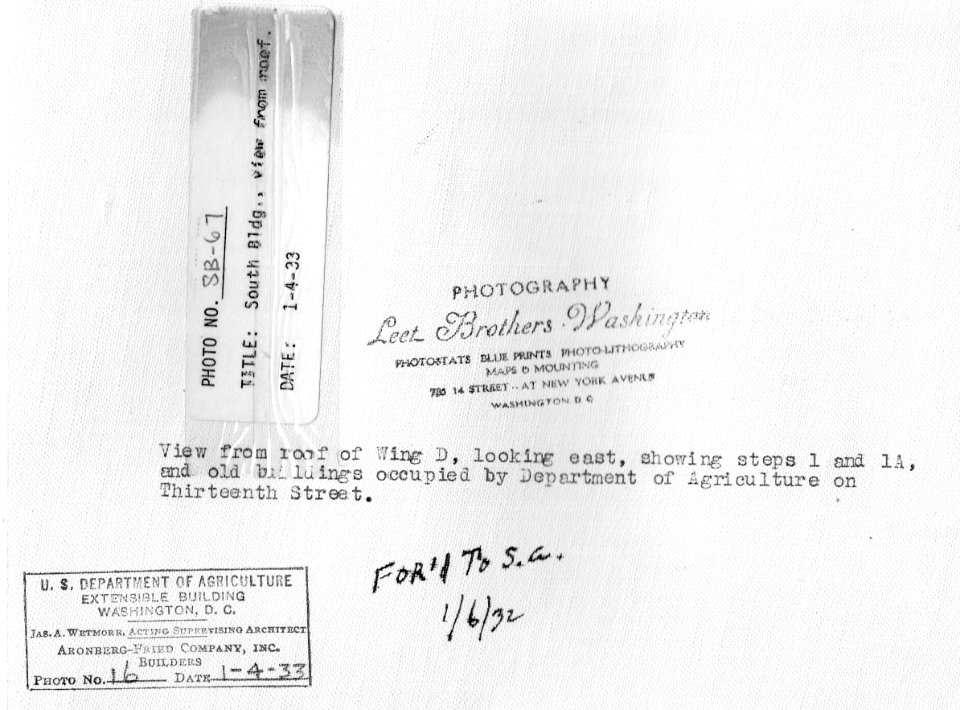 PHOTO NO. SB-67
TITLE: South Bldg., view from roof.
DATE: 1-4-33
PHOTOGRAPHY
Leet Brothers Washington
PHOTOSTATS BLUE PRINTS PHOTO-LITHOGRAPHY
MAPS & MOUNTING
14 STREET -- AT NEW YORK AVENUE
WASHINGTON D C
View from roof of Wing D, looking east, showing steps 1 and 1A,
and old buildings occupied by Department of Agriculture on
Thirteenth Street.
FOR'd To S.A.
1/6/32
U. S. DEPARTMENT OF AGRICULTURE
EXTENSIBLE BUILDING
WASHINGTON, D. C.
JAS. A. WETMORE, ACTING SUPERVISING ARCHITECT
ARONBERG-FRIED COMPANY, INC.
BUILDERS
PHOTO NO. 16 DATE 1-4-33